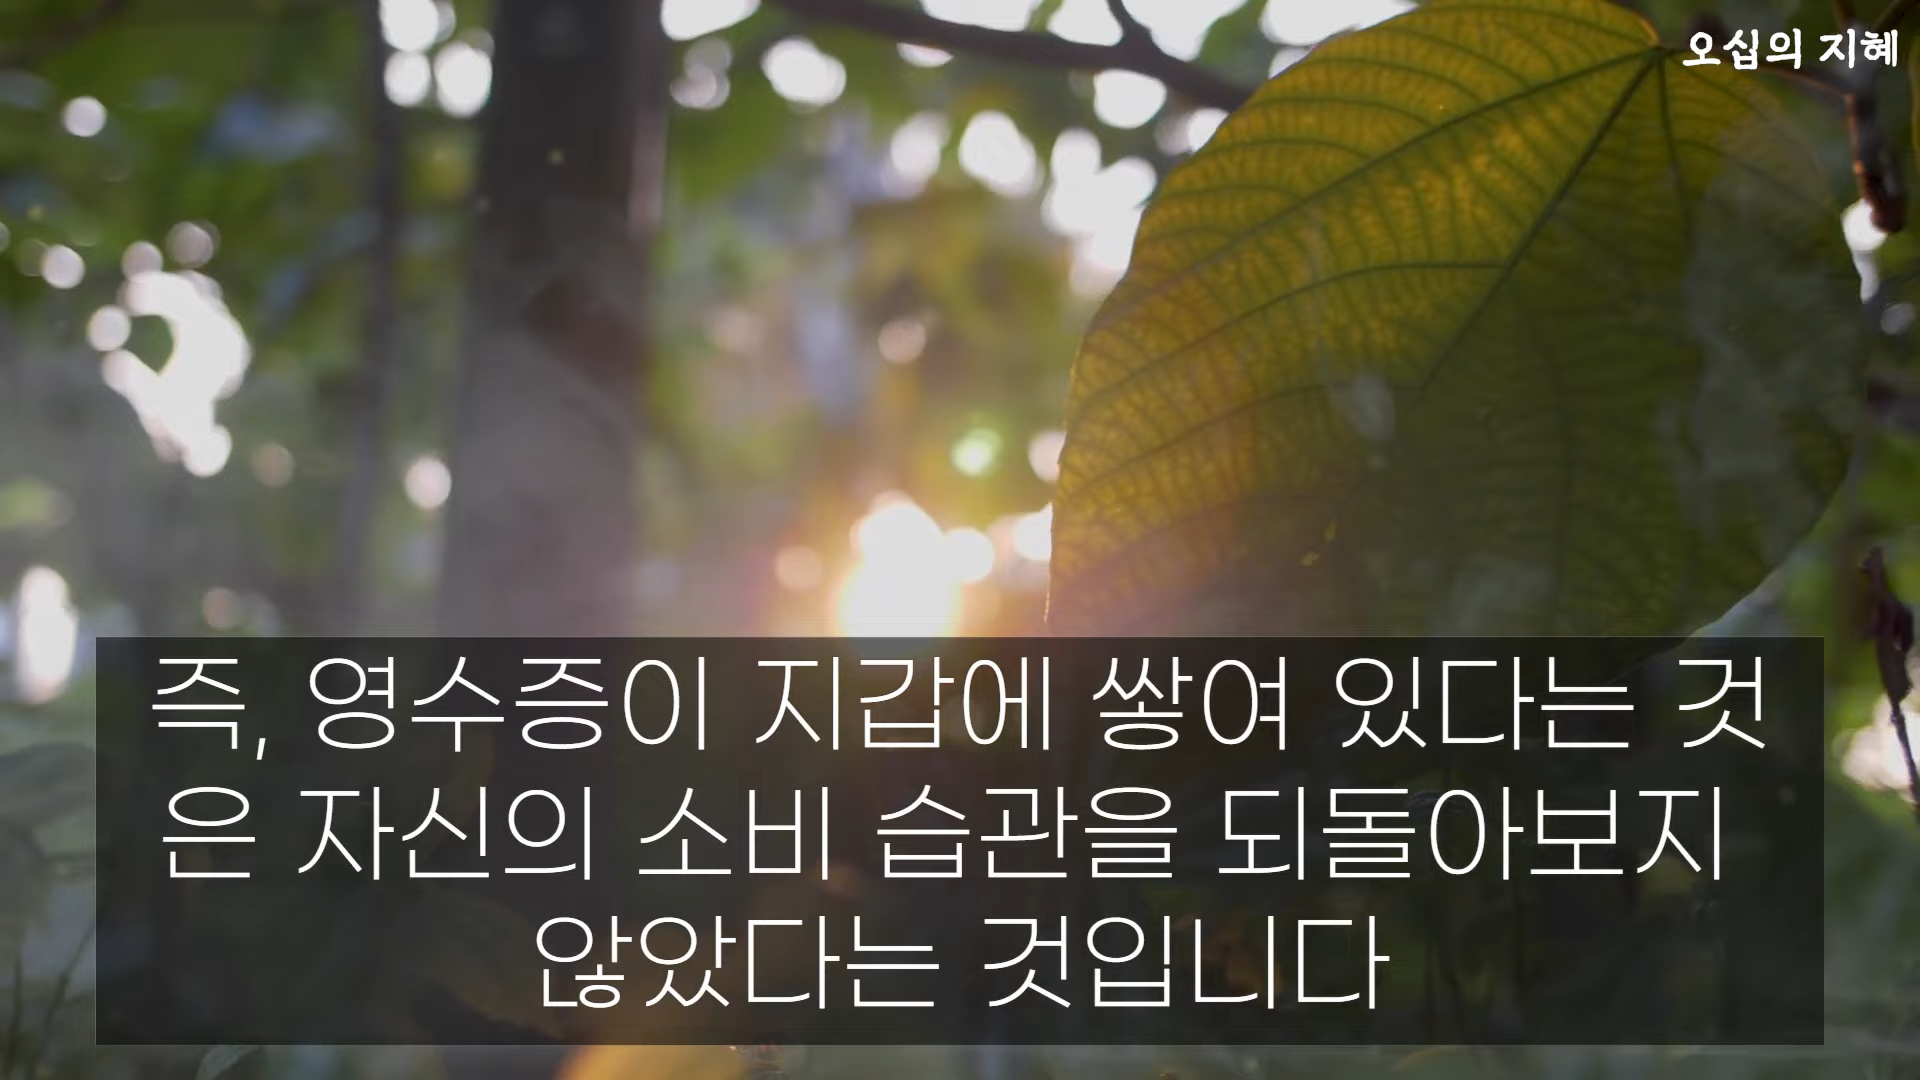 오십의 지혜
즉, 영수증이 지갑에 쌓여 있다는 것
은 자신의 소비 습관을 되돌아보지
않았다는 것입니다